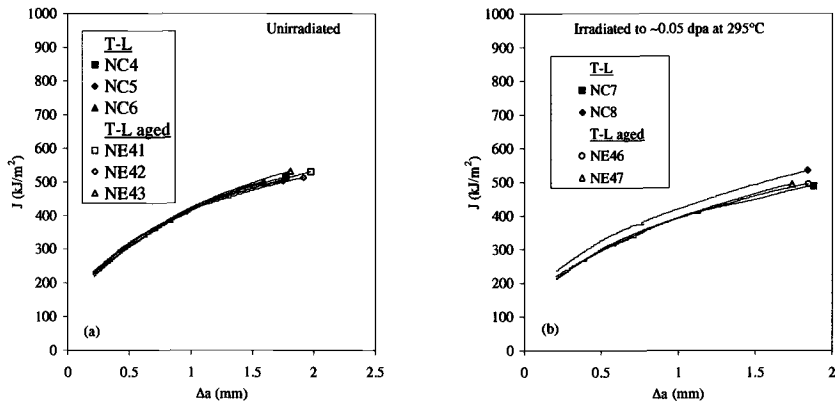 Unirradiated
T-L
NC4
NC5
NC6
T-L aged
NE41
NE42
NE43
(a)
J (kJ/m²)
1000
900
800
700
600
500
400
300
200
100
0
0 0.5 1 1.5 2 2.5
Δa (mm)
Irradiated to ~0.05 dpa at 295°C
T-L
NC7
NC8
T-L aged
NE46
NE47
(b)
J (kJ/m²)
1000
900
800
700
600
500
400
300
200
100
0
0 0.5 1 1.5 2
Δa (mm)